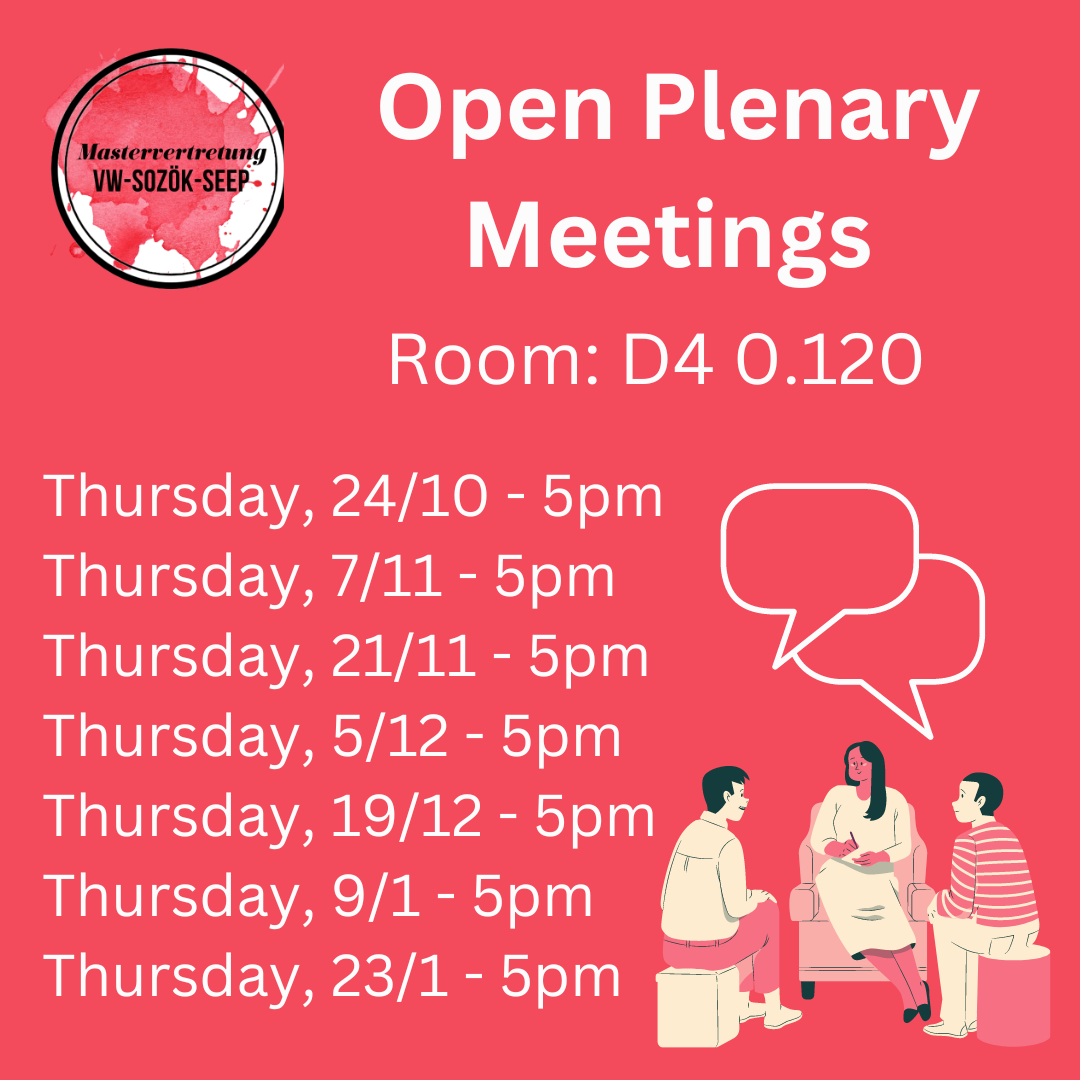 Mastervertretung
VW-SOZÖK-SEEP
Open Plenary
Meetings
Room: D4 0.120
Thursday, 24/10 - 5pm
Thursday, 7/11 - 5pm
Thursday, 21/11 - 5pm
Thursday, 5/12 - 5pm
Thursday, 19/12 - 5pm
Thursday, 9/1 - 5pm
Thursday, 23/1 - 5pm